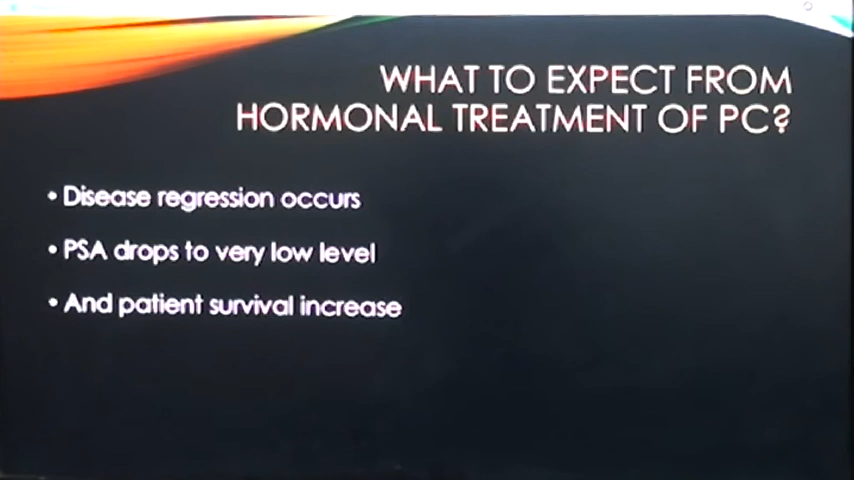 WHAT TO EXPECT FROM
HORMONAL TREATMENT OF PC?
• Disease regression occurs
• PSA drops to very low level
• And patient survival increase